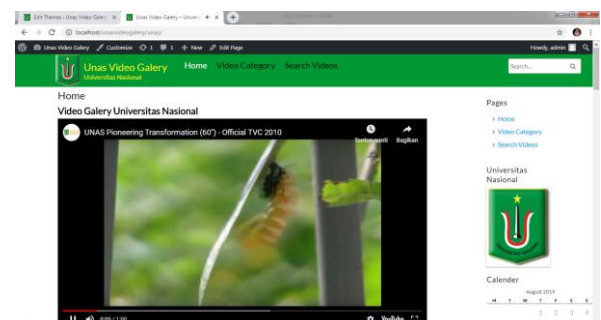 Edit Themes ‹ Unas Video Galer
Unas Video Galery – Univers
localhost/unasvideogalery/unas/
Unas Video Galery Customize 1 1 + New Edit Page
Howdy, admin
Unas Video Galery
Universitas Nasional
Home Video Category Search Videos
Search...
Home
Video Galery Universitas Nasional
UNAS Pioneering Transformation (60") - Official TVC 2010
Tonton nanti Bagikan
YouTube
Pages
› Home
› Video Category
› Search Videos
Universitas
Nasional
Calender
August 2019
M T W T F S S
1 2 3 4